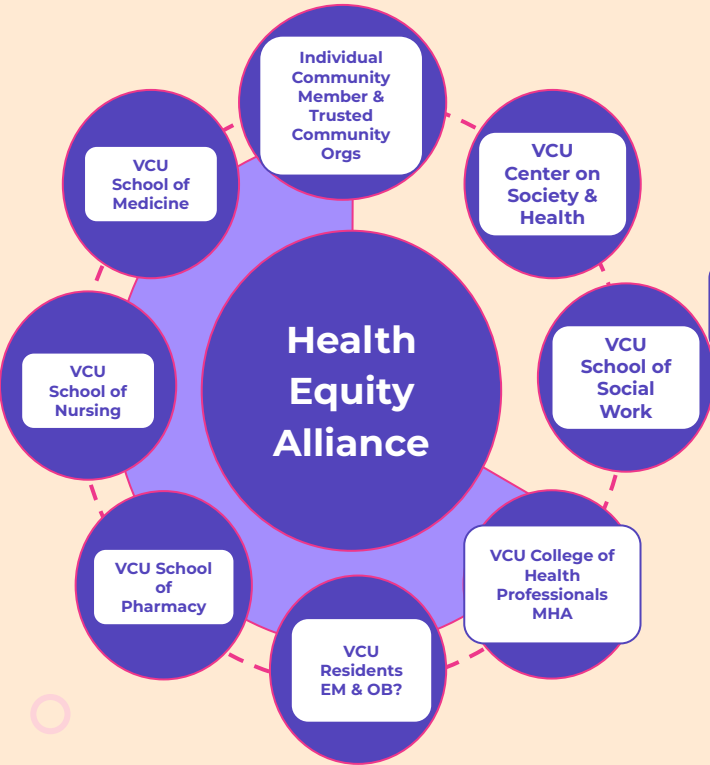 Individual
Community
Member &
Trusted
Community
Orgs
VCU
Center on
Society &
Health
VCU
School of
Social
Work
VCU College of
Health
Professionals
MHA
VCU
Residents
EM & OB?
VCU School
of
Pharmacy
VCU
School of
Nursing
VCU
School of
Medicine
Health
Equity
Alliance